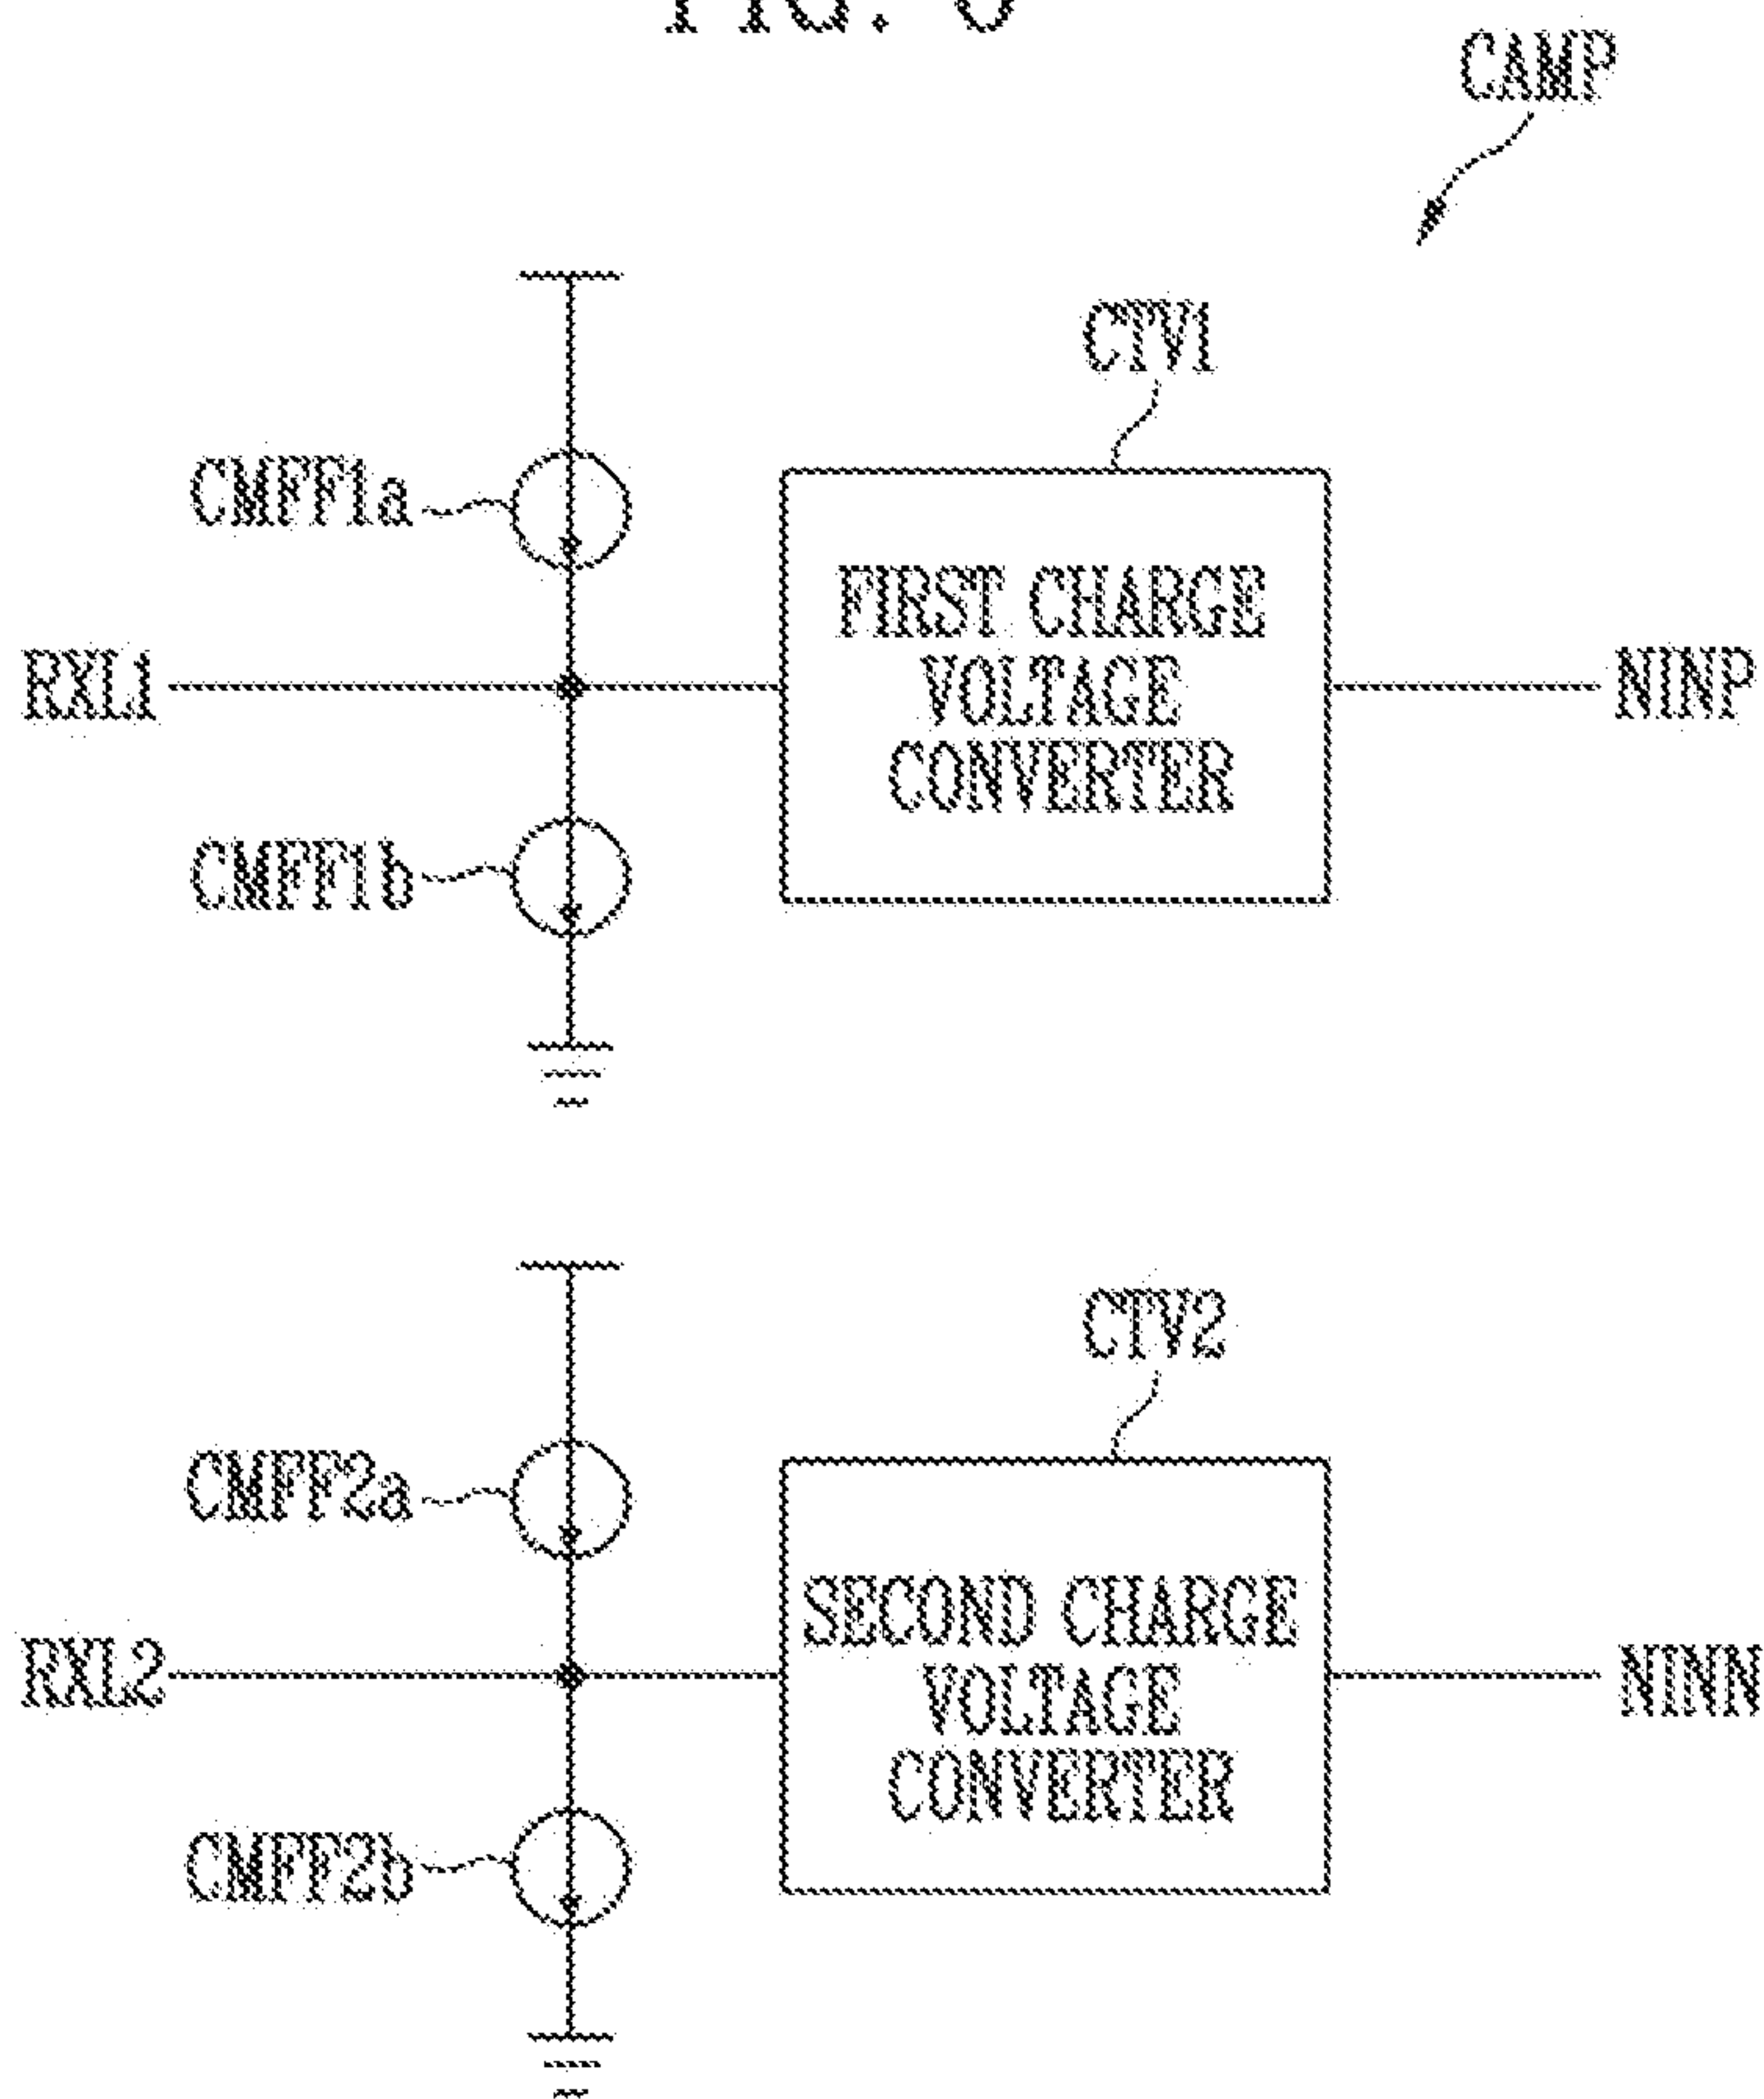 CAMP
CTV1
CMFF1a
FIRST CHARGE
VOLTAGE
CONVERTER
RXL1
NINP
CMFF1b
CTV2
CMFF2a
SECOND CHARGE
VOLTAGE
CONVERTER
RXL2
NINN
CMFF2b